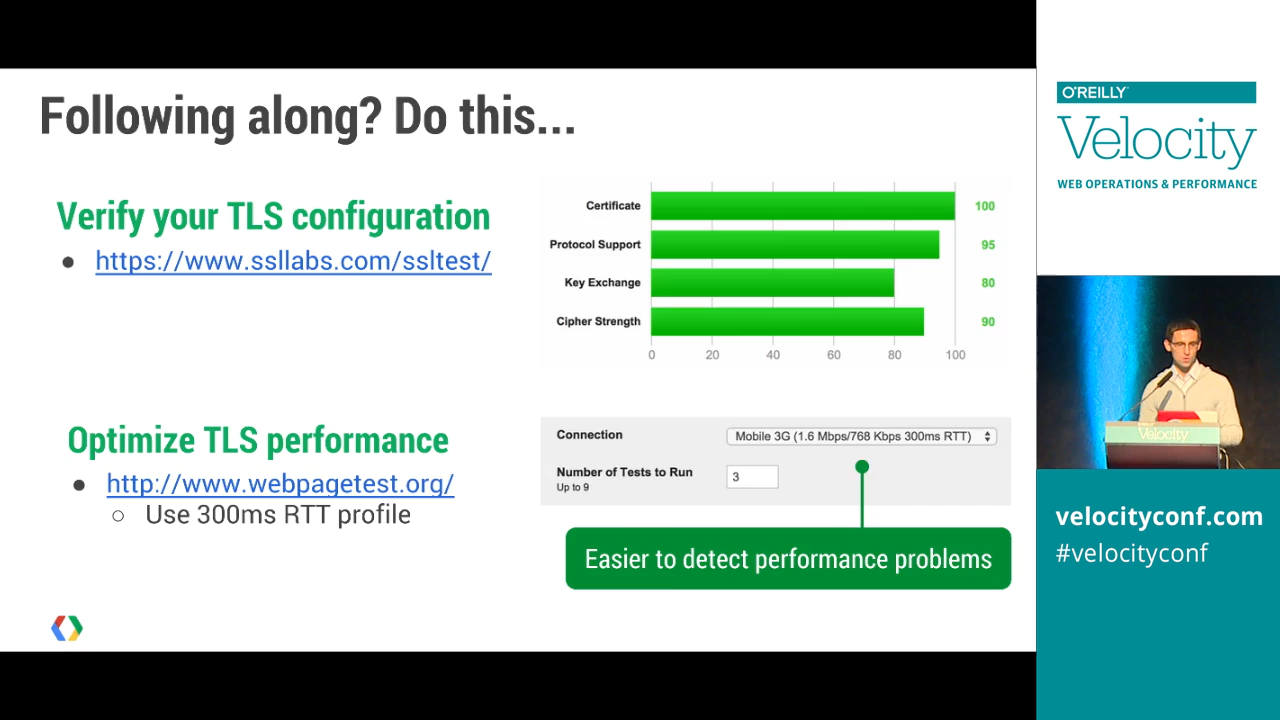 Following along? Do this...
Verify your TLS configuration
● https://www.ssllabs.com/ssltest/
Certificate 100
Protocol Support 95
Key Exchange 80
Cipher Strength 90
0 20 40 60 80 100
Optimize TLS performance
● http://www.webpagetest.org/
○ Use 300ms RTT profile
Connection Mobile 3G (1.6 Mbps/768 Kbps 300ms RTT)
Number of Tests to Run 3
Up to 9
Easier to detect performance problems
O'REILLY
Velocity
WEB OPERATIONS & PERFORMANCE
Velocity
velocityconf.com
#velocityconf